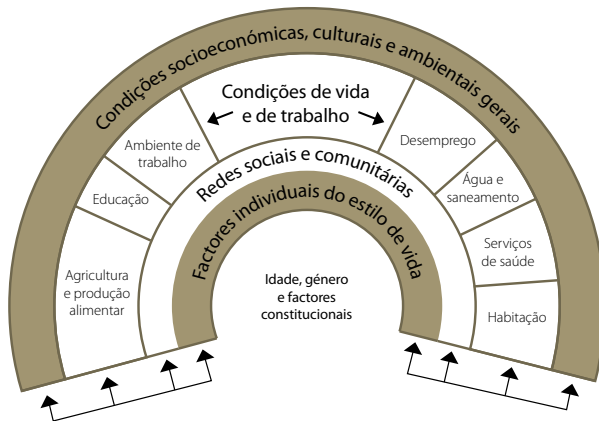 Condições socioeconómicas, culturais e ambientais gerais
Condições de vida
e de trabalho
Ambiente de
trabalho
Educação
Agricultura
e produção
alimentar
Desemprego
Água e
saneamento
Serviços
de saúde
Habitação
Redes sociais e comunitárias
Factores individuais do estilo de vida
Idade, género
e factores
constitucionais